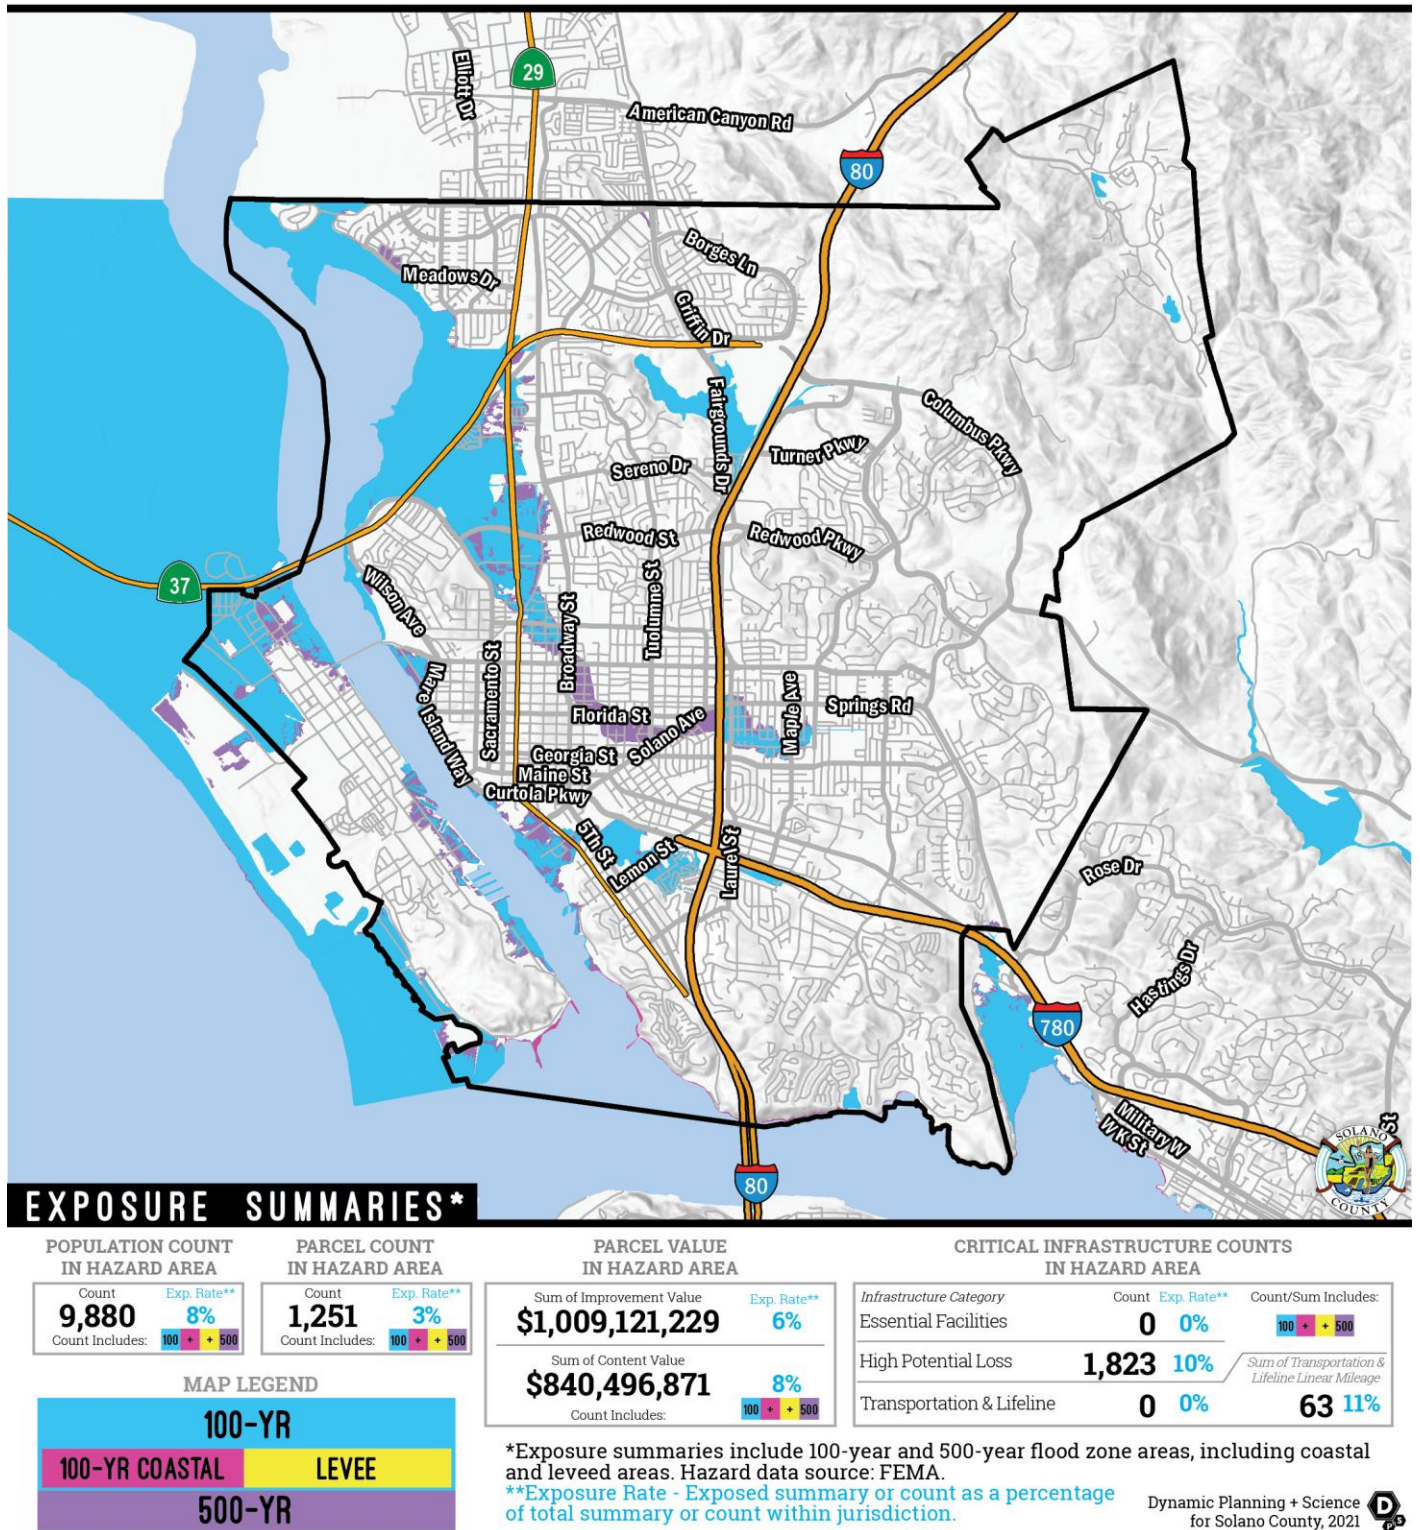 Elliott Dr
29
American Canyon Rd
80
Borges Ln
Meadows Dr
Griffin Dr
Fairgrounds Dr
Columbus Pkwy
Turner Pkwy
Sereno Dr
Redwood St
Redwood Pkwy
37
Wilson Ave
Tuolumne St
Broadway St
Sacramento St
Mare Island Way
Maple Ave
Springs Rd
Florida St
Solano Ave
Georgia St
Maine St
Curtola Pkwy
5Th St
Lemon St
Laurel St
Rose Dr
Hastings Dr
780
Military W
W K St
St
SOLANO
COUNTY
80
EXPOSURE SUMMARIES*
POPULATION COUNT
IN HAZARD AREA
Count Exp. Rate**
9,880 8%
Count Includes: 100 + + 500
PARCEL COUNT
IN HAZARD AREA
Count Exp. Rate**
1,251 3%
Count Includes: 100 + + 500
PARCEL VALUE
IN HAZARD AREA
Sum of Improvement Value Exp. Rate**
$1,009,121,229 6%
Sum of Content Value
$840,496,871 8%
Count Includes: 100 + + 500
CRITICAL INFRASTRUCTURE COUNTS
IN HAZARD AREA
Infrastructure Category Count Exp. Rate** Count/Sum Includes:
Essential Facilities 0 0% 100 + + 500
High Potential Loss 1,823 10% Sum of Transportation &
Lifeline Linear Mileage
Transportation & Lifeline 0 0% 63 11%
MAP LEGEND
100-YR
100-YR COASTAL LEVEE
500-YR
*Exposure summaries include 100-year and 500-year flood zone areas, including coastal
and leveed areas. Hazard data source: FEMA.
**Exposure Rate - Exposed summary or count as a percentage
of total summary or count within jurisdiction.
Dynamic Planning + Science
for Solano County, 2021
D
P
S